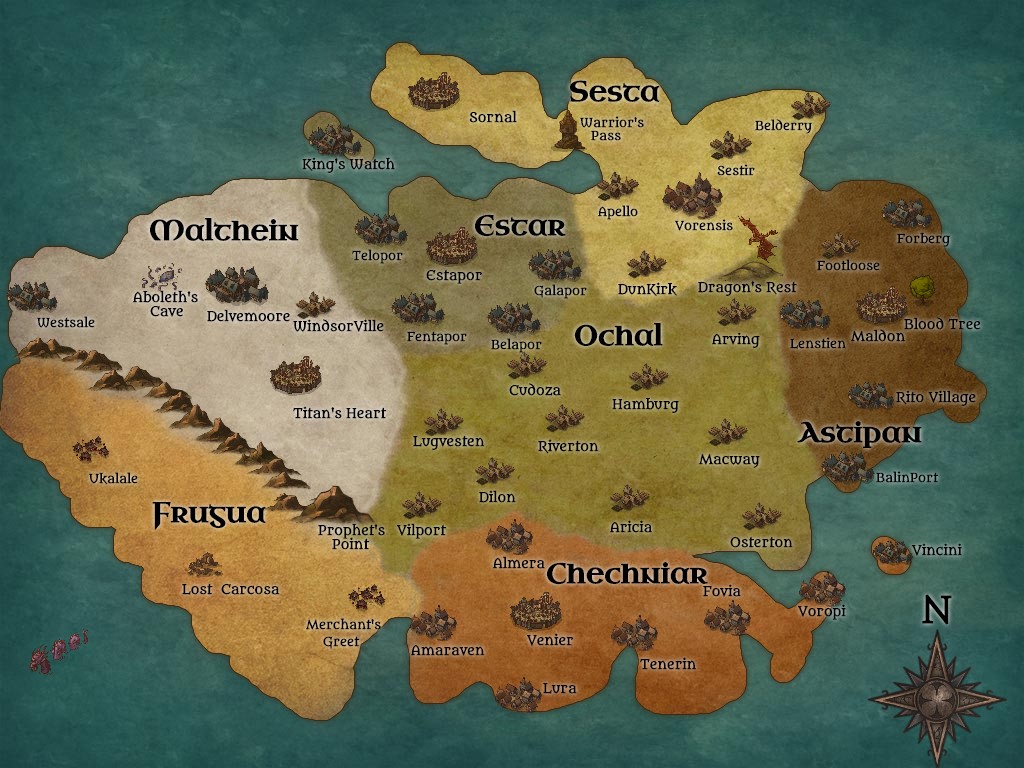 Sesta
Sornal
Warrior's
Pass
Belderry
King's Watch
Sestir
Apello
Vorensis
Malthein
Estar
Forberg
Telopor
Footloose
Estapor
Galapor
DunKirk
Dragon's Rest
Aboleth's
Cave
Delvemoore
WindsorVille
Westsale
Blood Tree
Fentapor
Belapor
Ochal
Arving
Lenstien
Maldon
Cudoza
Hamburg
Rito Village
Titan's Heart
Lugvesten
Riverton
Astipan
Macway
Ukalale
BalinPort
Dilon
Frugua
Prophet's
Point
Vilport
Aricia
Osterton
Vincini
Almera
Chechniar
Lost Carcosa
Fovia
Voropi
N
Merchant's
Greet
Amaraven
Venier
Tenerin
Lura